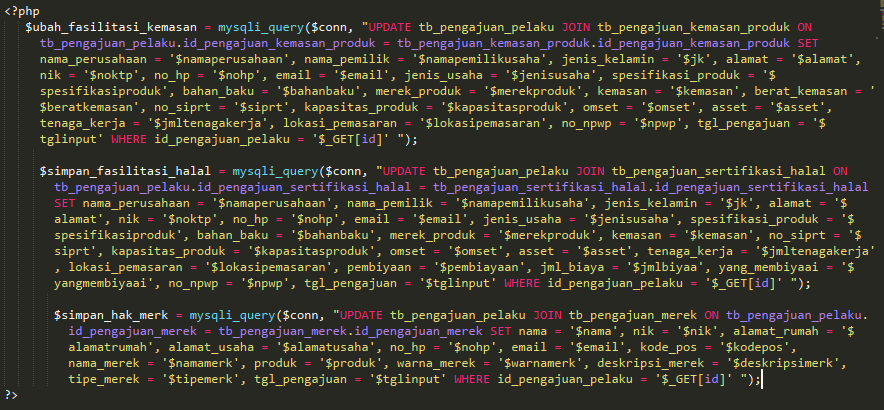 <?php
$ubah_fasilitasi_kemasan = mysqli_query($conn, "UPDATE tb_pengajuan_pelaku JOIN tb_pengajuan_kemasan_produk ON
tb_pengajuan_pelaku.id_pengajuan_kemasan_produk = tb_pengajuan_kemasan_produk.id_pengajuan_kemasan_produk SET
nama_perusahaan = '$namaperusahaan', nama_pemilik = '$namapemilikusaha', jenis_kelamin = '$jk', alamat = '$alamat',
nik = '$noktp', no_hp = '$nohp', email = '$email', jenis_usaha = '$jenisusaha', spesifikasi_produk = '$
spesifikasiproduk', bahan_baku = '$bahanbaku', merek_produk = '$merekproduk', kemasan = '$kemasan', berat_kemasan = '
$beratkemasan', no_siprt = '$siprt', kapasitas_produk = '$kapasitasproduk', omset = '$omset', asset = '$asset',
tenaga_kerja = '$jmltenagakerja', lokasi_pemasaran = '$lokasipemasaran', no_npwp = '$npwp', tgl_pengajuan = '$
tglinput' WHERE id_pengajuan_pelaku = '$_GET[id]' ");
$simpan_fasilitasi_halal = mysqli_query($conn, "UPDATE tb_pengajuan_pelaku JOIN tb_pengajuan_sertifikasi_halal ON
tb_pengajuan_pelaku.id_pengajuan_sertifikasi_halal = tb_pengajuan_sertifikasi_halal.id_pengajuan_sertifikasi_halal
SET nama_perusahaan = '$namaperusahaan', nama_pemilik = '$namapemilikusaha', jenis_kelamin = '$jk', alamat = '$
alamat', nik = '$noktp', no_hp = '$nohp', email = '$email', jenis_usaha = '$jenisusaha', spesifikasi_produk = '$
spesifikasiproduk', bahan_baku = '$bahanbaku', merek_produk = '$merekproduk', kemasan = '$kemasan', no_siprt = '$
siprt', kapasitas_produk = '$kapasitasproduk', omset = '$omset', asset = '$asset', tenaga_kerja = '$jmltenagakerja'
, lokasi_pemasaran = '$lokasipemasaran', pembiyaan = '$pembiayaan', jml_biaya = '$jmlbiyaa', yang_membiyaai = '$
yangmembiyaai', no_npwp = '$npwp', tgl_pengajuan = '$tglinput' WHERE id_pengajuan_pelaku = '$_GET[id]' ");
$simpan_hak_merk = mysqli_query($conn, "UPDATE tb_pengajuan_pelaku JOIN tb_pengajuan_merek ON tb_pengajuan_pelaku.
id_pengajuan_merek = tb_pengajuan_merek.id_pengajuan_merek SET nama = '$nama', nik = '$nik', alamat_rumah = '$
alamatrumah', alamat_usaha = '$alamatusaha', no_hp = '$nohp', email = '$email', kode_pos = '$kodepos',
nama_merek = '$namamerk', produk = '$produk', warna_merek = '$warnamerk', deskripsi_merek = '$deskripsimerk',
tipe_merek = '$tipemerk', tgl_pengajuan = '$tglinput' WHERE id_pengajuan_pelaku = '$_GET[id]' ");
?>